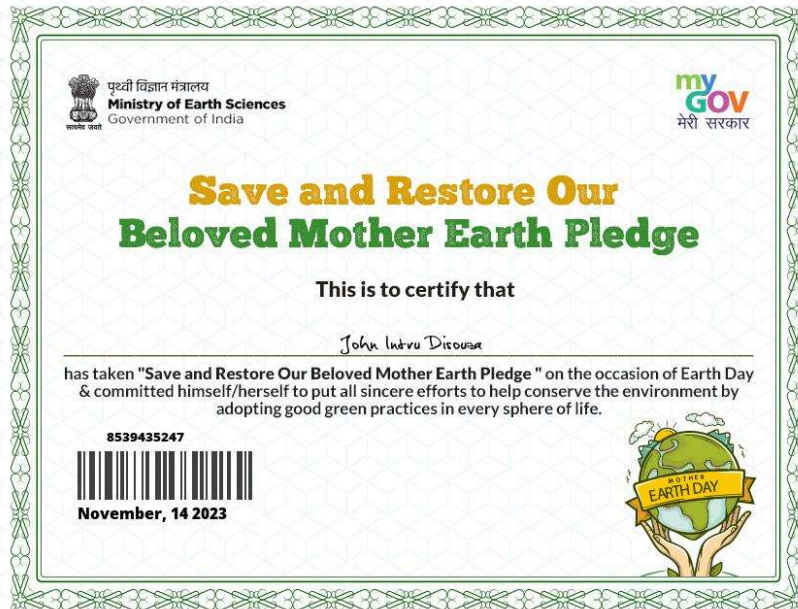 पृथ्वी विज्ञान मंत्रालय
Ministry of Earth Sciences
Government of India
सत्यमेव जयते
my
GOV
मेरी सरकार
Save and Restore Our
Beloved Mother Earth Pledge
This is to certify that
John Intru Disouza
has taken "Save and Restore Our Beloved Mother Earth Pledge " on the occasion of Earth Day
& committed himself/herself to put all sincere efforts to help conserve the environment by
adopting good green practices in every sphere of life.
8539435247
November, 14 2023
MOTHER
EARTH DAY